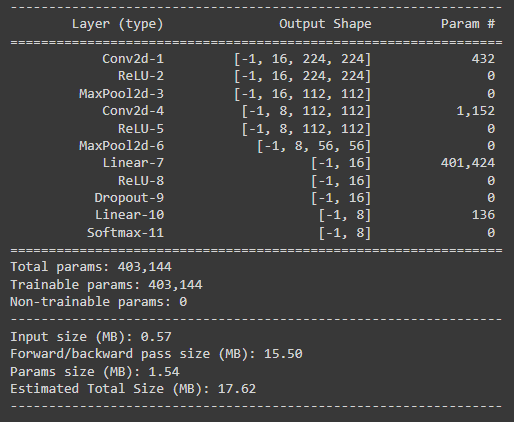 ----------------------------------------------------------------
        Layer (type)               Output Shape         Param #
================================================================
            Conv2d-1         [-1, 16, 224, 224]             432
              ReLU-2         [-1, 16, 224, 224]               0
         MaxPool2d-3         [-1, 16, 112, 112]               0
            Conv2d-4          [-1, 8, 112, 112]           1,152
              ReLU-5          [-1, 8, 112, 112]               0
         MaxPool2d-6            [-1, 8, 56, 56]               0
            Linear-7                   [-1, 16]         401,424
              ReLU-8                   [-1, 16]               0
           Dropout-9                   [-1, 16]               0
           Linear-10                    [-1, 8]             136
          Softmax-11                    [-1, 8]               0
================================================================
Total params: 403,144
Trainable params: 403,144
Non-trainable params: 0
----------------------------------------------------------------
Input size (MB): 0.57
Forward/backward pass size (MB): 15.50
Params size (MB): 1.54
Estimated Total Size (MB): 17.62
----------------------------------------------------------------